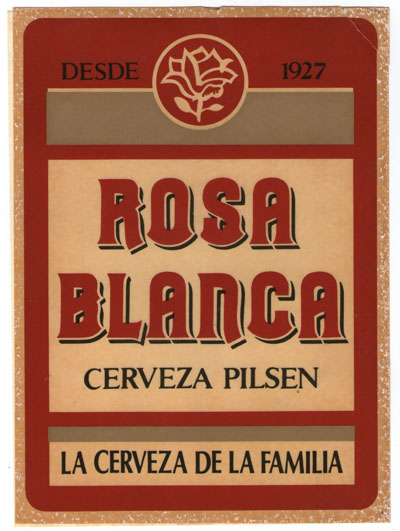 DESDE 1927
ROSA
BLANCA
CERVEZA PILSEN
LA CERVEZA DE LA FAMILIA